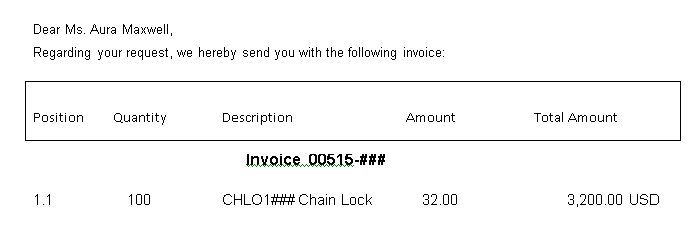 Dear Ms. Aura Maxwell,
Regarding your request, we hereby send you with the following invoice:
Position Quantity Description Amount Total Amount
Invoice 00515-###
1.1 100 CHLO1### Chain Lock 32.00 3,200.00 USD